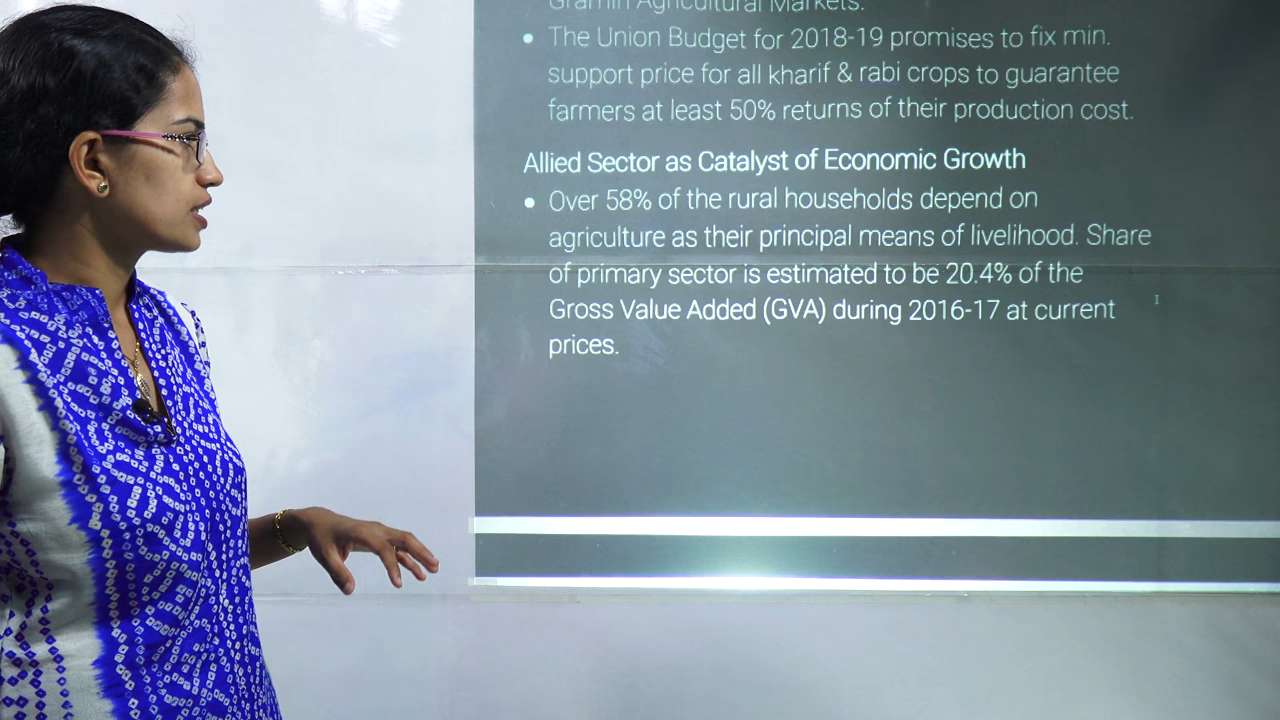 Gramin Agricultural Markets.
• The Union Budget for 2018-19 promises to fix min.
support price for all kharif & rabi crops to guarantee
farmers at least 50% returns of their production cost.
Allied Sector as Catalyst of Economic Growth
• Over 58% of the rural households depend on
agriculture as their principal means of livelihood. Share
of primary sector is estimated to be 20.4% of the
Gross Value Added (GVA) during 2016-17 at current
prices.